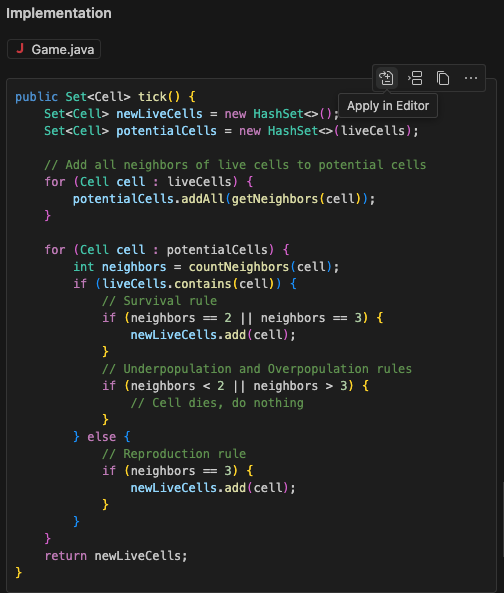 Implementation
J Game.java
Apply in Editor
public Set<Cell> tick() {
    Set<Cell> newLiveCells = new HashSet<>();
    Set<Cell> potentialCells = new HashSet<>(liveCells);

    // Add all neighbors of live cells to potential cells
    for (Cell cell : liveCells) {
        potentialCells.addAll(getNeighbors(cell));
    }

    for (Cell cell : potentialCells) {
        int neighbors = countNeighbors(cell);
        if (liveCells.contains(cell)) {
            // Survival rule
            if (neighbors == 2 || neighbors == 3) {
                newLiveCells.add(cell);
            }
            // Underpopulation and Overpopulation rules
            if (neighbors < 2 || neighbors > 3) {
                // Cell dies, do nothing
            }
        } else {
            // Reproduction rule
            if (neighbors == 3) {
                newLiveCells.add(cell);
            }
        }
    }
    return newLiveCells;
}